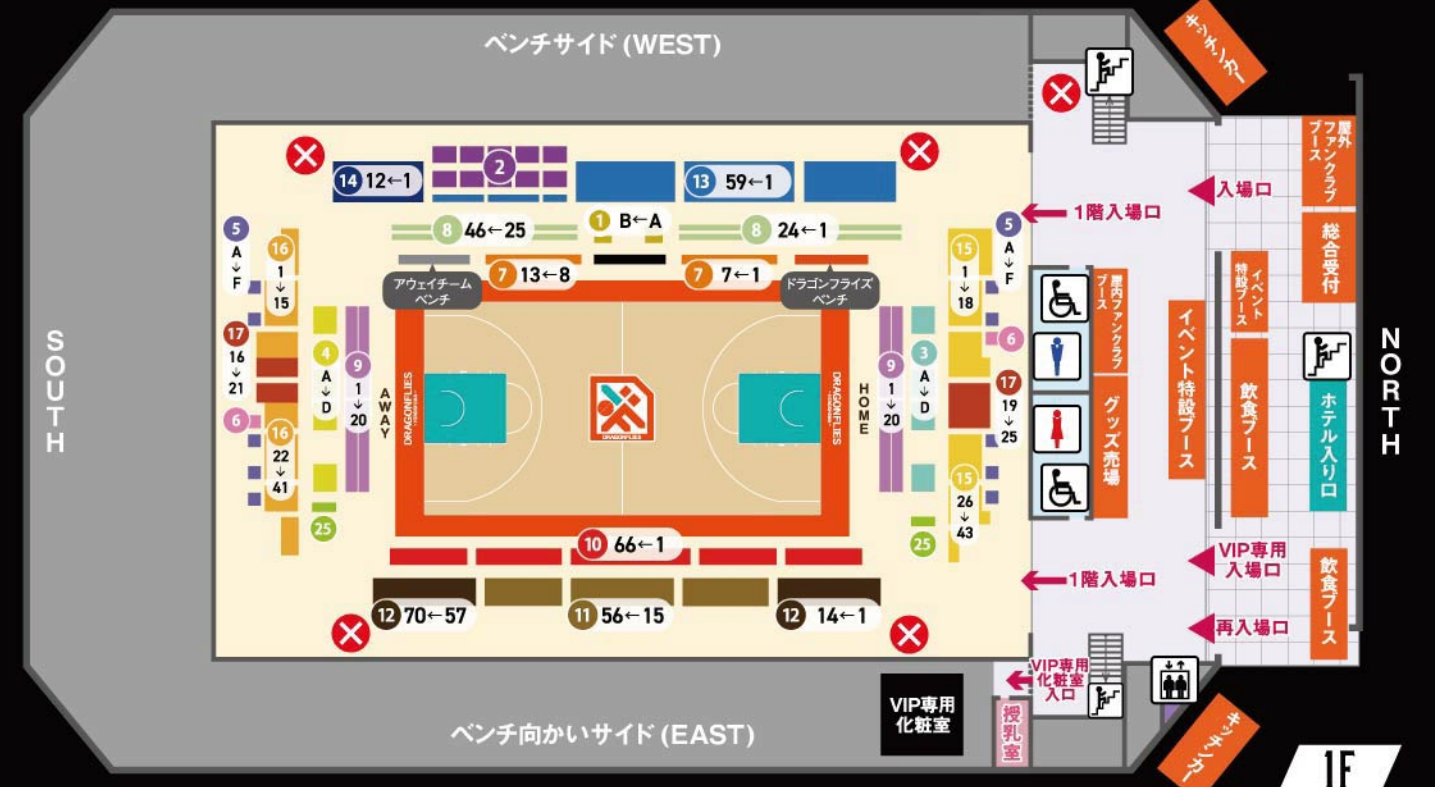 ベンチサイド (WEST)
キッチンカー
14 12←1
2
13 59←1
屋外
ファンクラブ
ブース
入場口
1階入場口
5
A
↓
F
16
1
↓
15
8 46←25
1 B←A
8 24←1
15
1
↓
18
5
A
↓
F
総合受付
7 13←8
7 7←1
アウェイチーム
ベンチ
ドラゴンフライズ
ベンチ
屋内ファンクラブ
ブース
イベント
特設ブース
イベント特設ブース
SOUTH
17
16
↓
21
4
A
↓
D
9
1
↓
20
AWAY
DRAGONFLIES
DRAGONFLIES
DRAGONFLIES
HOME
9
1
↓
20
3
A
↓
D
6
17
19
↓
25
グッズ売場
飲食ブース
ホテル入り口
NORTH
6
16
22
↓
41
15
26
↓
43
25
25
10 66←1
12 70←57
11 56←15
12 14←1
1階入場口
VIP専用
入場口
再入場口
飲食ブース
VIP専用
化粧室
入口
VIP専用
化粧室
授乳室
ベンチ向かいサイド (EAST)
キッチンカー
1F